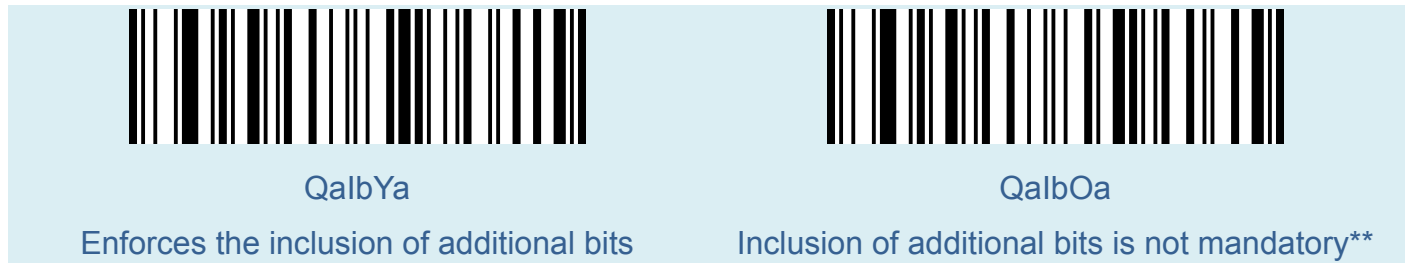 QaIbYa
QaIbOa
Enforces the inclusion of additional bits
Inclusion of additional bits is not mandatory**